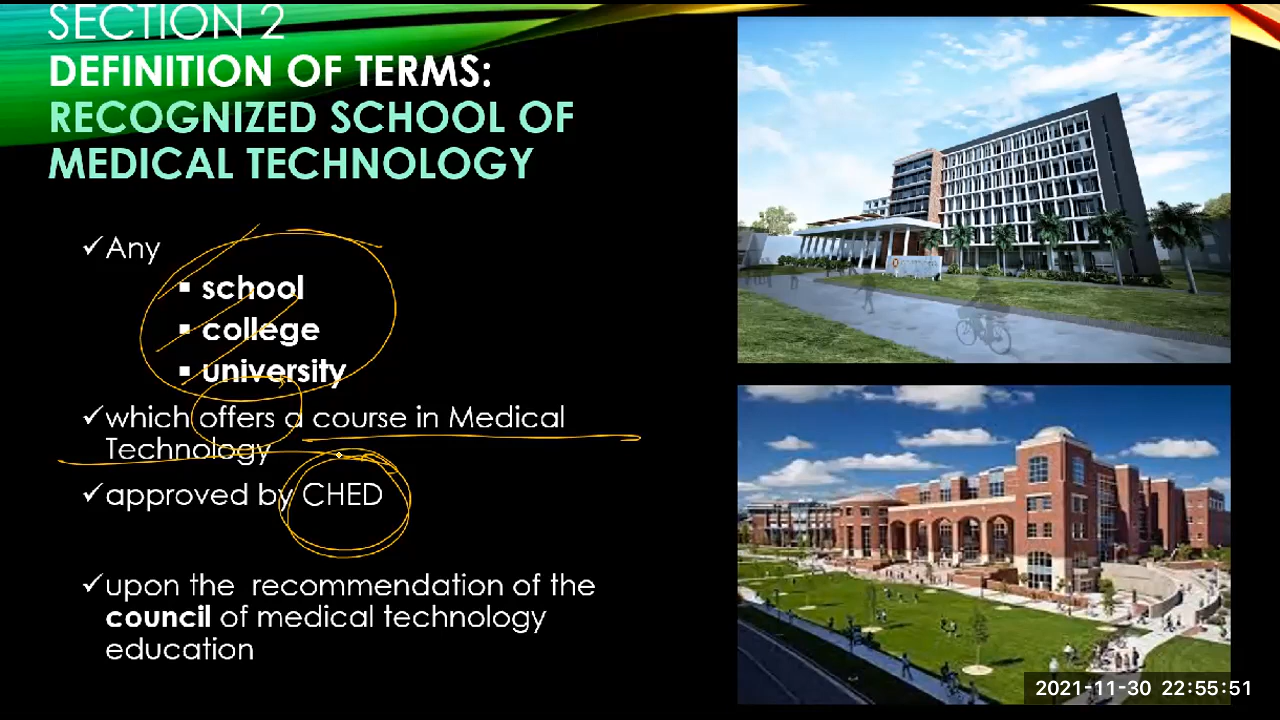 SECTION 2
DEFINITION OF TERMS:
RECOGNIZED SCHOOL OF
MEDICAL TECHNOLOGY
✓Any
▪ school
▪ college
▪ university
✓which offers a course in Medical
Technology
✓approved by CHED
✓upon the recommendation of the
council of medical technology
education
2021-11-30 22:55:51